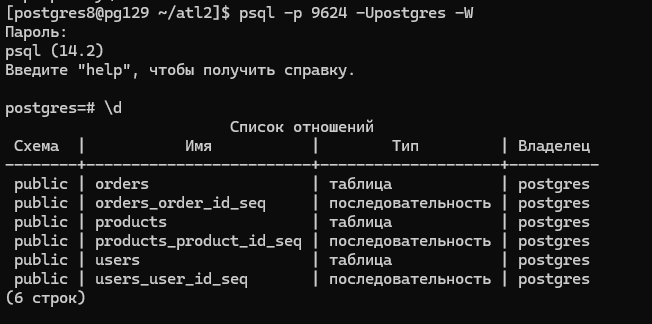 [postgres8@pg129 ~/atl2]$ psql -p 9624 -Upostgres -W
Пароль:
psql (14.2)
Введите "help", чтобы получить справку.
postgres=# \d
Список отношений
Схема | Имя | Тип | Владелец
--------+-------------------------+--------------------+----------
public | orders | таблица | postgres
public | orders_order_id_seq | последовательность | postgres
public | products | таблица | postgres
public | products_product_id_seq | последовательность | postgres
public | users | таблица | postgres
public | users_user_id_seq | последовательность | postgres
(6 строк)